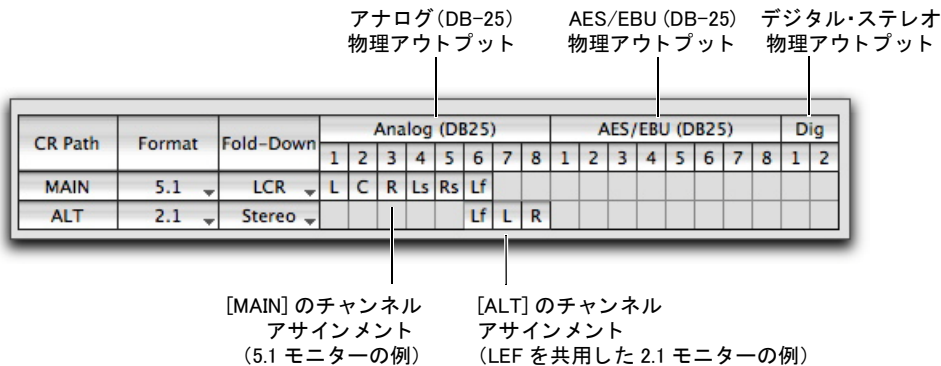 アナログ(DB-25)
物理アウトプット
AES/EBU (DB-25)
物理アウトプット
デジタル・ステレオ
物理アウトプット
CR Path Format Fold-Down Analog (DB25) AES/EBU (DB25) Dig
1 2 3 4 5 6 7 8 1 2 3 4 5 6 7 8 1 2
MAIN 5.1 LCR L C R Ls Rs Lf
ALT 2.1 Stereo Lf L R
[MAIN] のチャンネル
アサインメント
(5.1 モニターの例)
[ALT] のチャンネル
アサインメント
(LEF を共用した 2.1 モニターの例)